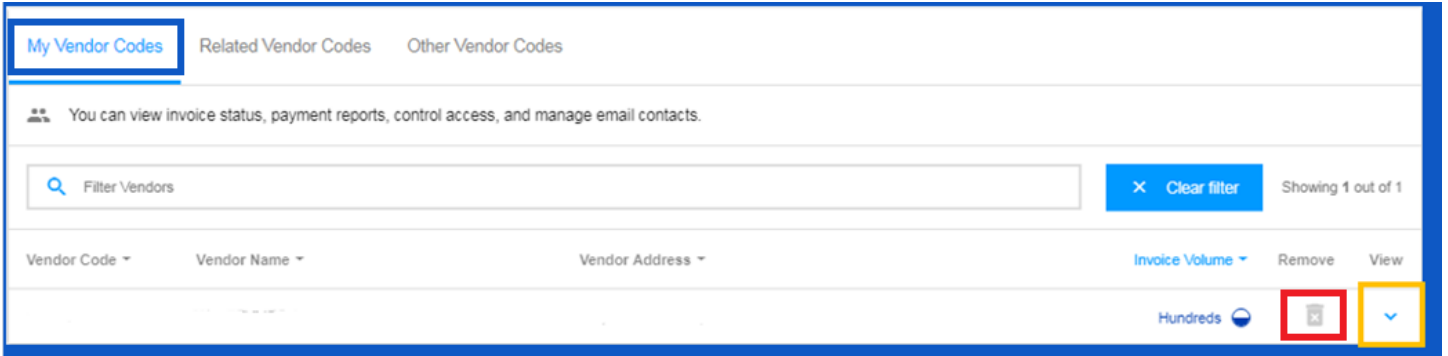 My Vendor Codes Related Vendor Codes Other Vendor Codes
You can view invoice status, payment reports, control access, and manage email contacts.
Filter Vendors Clear filter Showing 1 out of 1
Vendor Code Vendor Name Vendor Address Invoice Volume Remove View
Hundreds